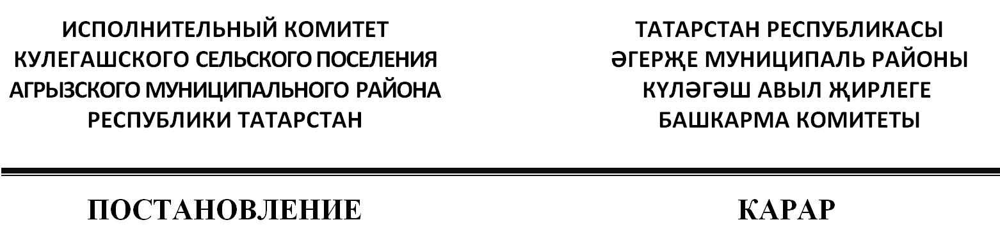 ИСПОЛНИТЕЛЬНЫЙ КОМИТЕТ
КУЛЕГАШСКОГО СЕЛЬСКОГО ПОСЕЛЕНИЯ
АГРЫЗСКОГО МУНИЦИПАЛЬНОГО РАЙОНА
РЕСПУБЛИКИ ТАТАРСТАН
ТАТАРСТАН РЕСПУБЛИКАСЫ
ӘГЕРҖЕ МУНИЦИПАЛЬ РАЙОНЫ
КҮЛӘГӘШ АВЫЛ ҖИРЛЕГЕ
БАШКАРМА КОМИТЕТЫ
ПОСТАНОВЛЕНИЕ
КАРАР